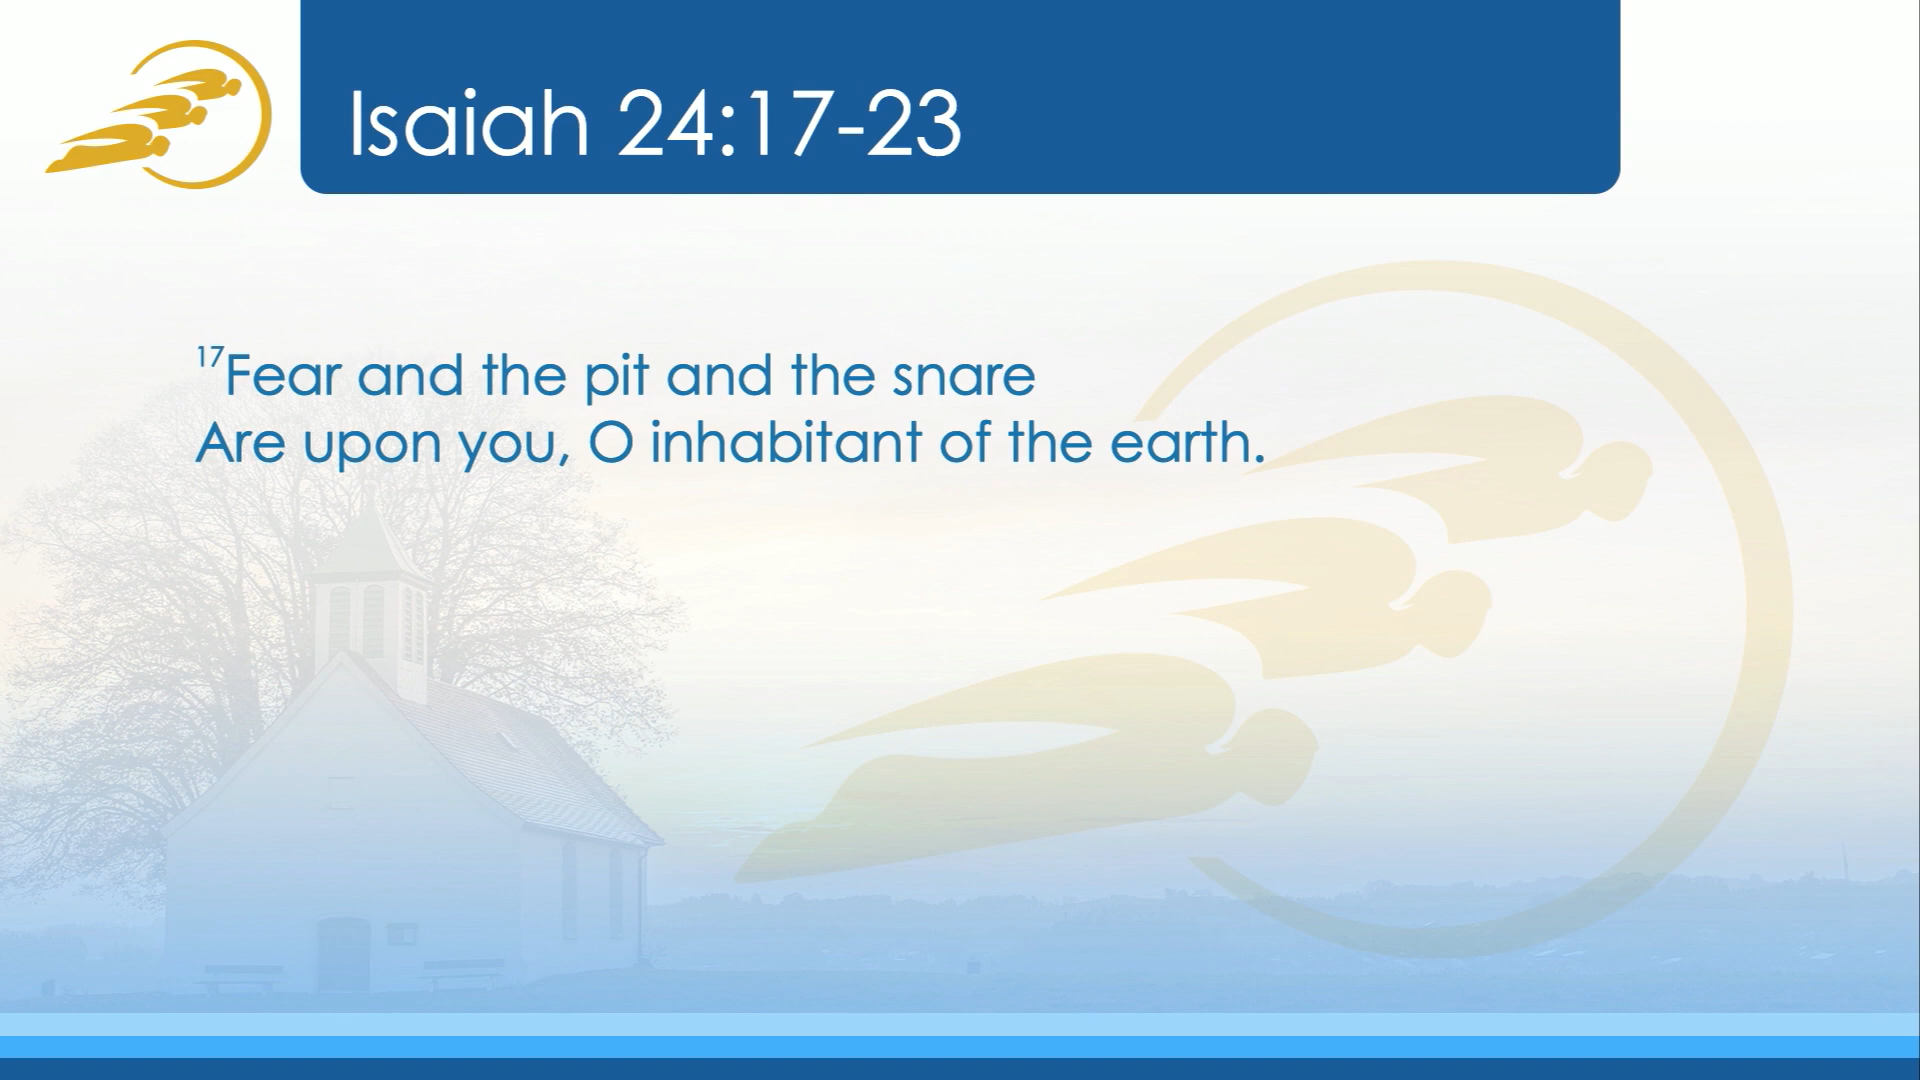 Isaiah 24:17-23
17Fear and the pit and the snare
Are upon you, O inhabitant of the earth.